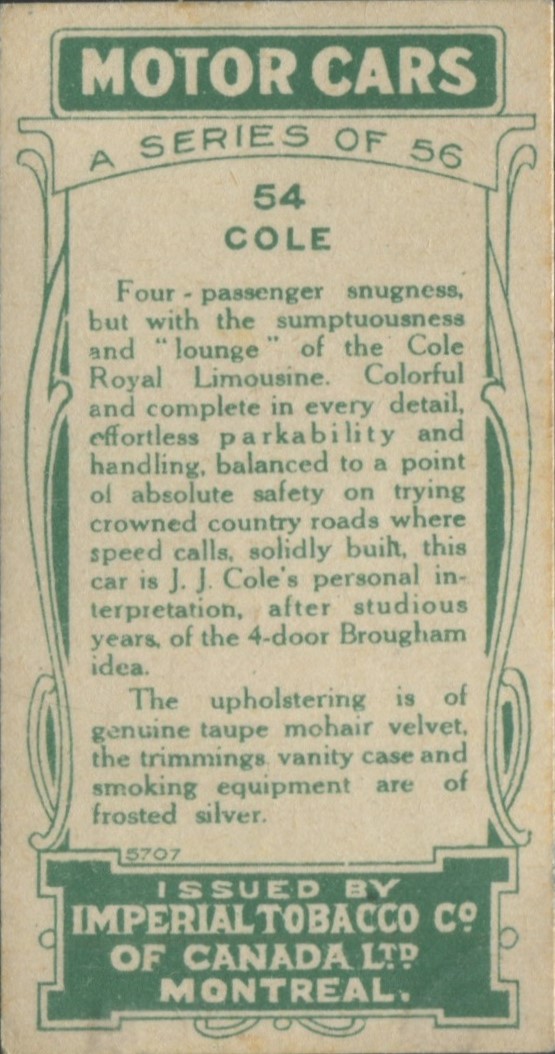 MOTOR CARS
A SERIES OF 56
54
COLE
Four - passenger snugness,
but with the sumptuousness
and "lounge" of the Cole
Royal Limousine. Colorful
and complete in every detail,
effortless parkability and
handling, balanced to a point
of absolute safety on trying
crowned country roads where
speed calls, solidly built, this
car is J. J. Cole's personal in-
terpretation, after studious
years, of the 4-door Brougham
idea.
The upholstering is of
genuine taupe mohair velvet,
the trimmings vanity case and
smoking equipment are of
frosted silver.
5707
ISSUED BY
IMPERIAL TOBACCO Cº
OF CANADA LTD
MONTREAL.